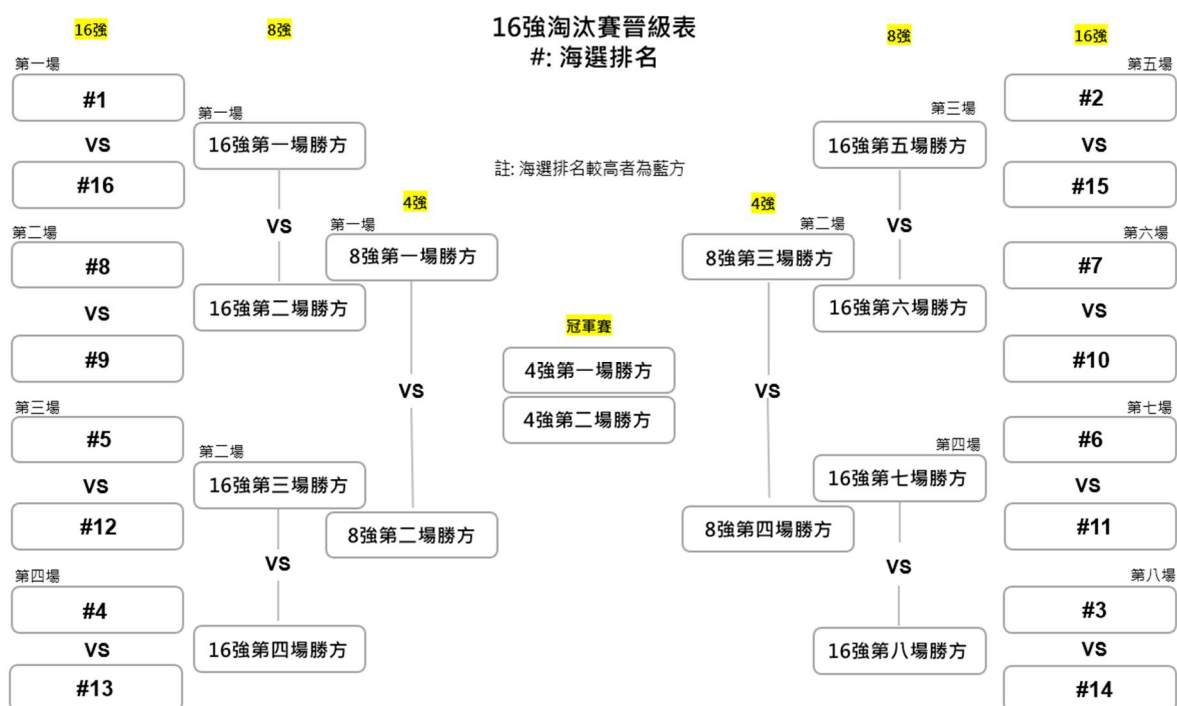 16強淘汰賽晉級表
#: 海選排名
註: 海選排名較高者為藍方
16強
第一場
#1
VS
#16
第二場
#8
VS
#9
第三場
#5
VS
#12
第四場
#4
VS
#13
8強
第一場
16強第一場勝方
VS
16強第二場勝方
第二場
16強第三場勝方
VS
16強第四場勝方
4強
第一場
8強第一場勝方
VS
8強第二場勝方
冠軍賽
4強第一場勝方
4強第二場勝方
4強
第二場
8強第三場勝方
VS
8強第四場勝方
8強
第三場
16強第五場勝方
VS
16強第六場勝方
第四場
16強第七場勝方
VS
16強第八場勝方
16強
第五場
#2
VS
#15
第六場
#7
VS
#10
第七場
#6
VS
#11
第八場
#3
VS
#14